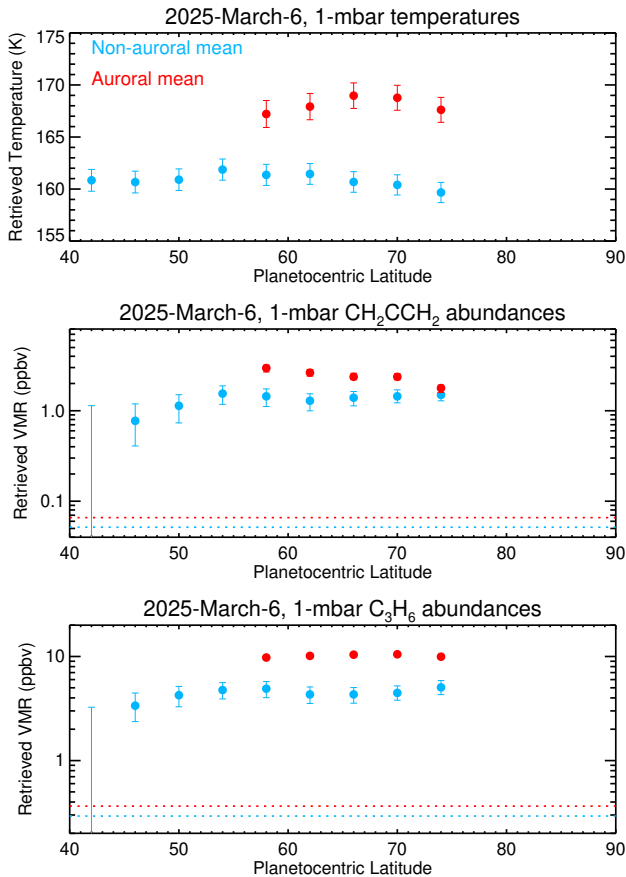 2025-March-6, 1-mbar temperatures
Non-auroral mean
Auroral mean
Retrieved Temperature (K)
175
170
165
160
155
40 50 60 70 80 90
Planetocentric Latitude
2025-March-6, 1-mbar CH₂CCH₂ abundances
Retrieved VMR (ppbv)
1.0
0.1
40 50 60 70 80 90
Planetocentric Latitude
2025-March-6, 1-mbar C₃H₆ abundances
Retrieved VMR (ppbv)
10
1
40 50 60 70 80 90
Planetocentric Latitude